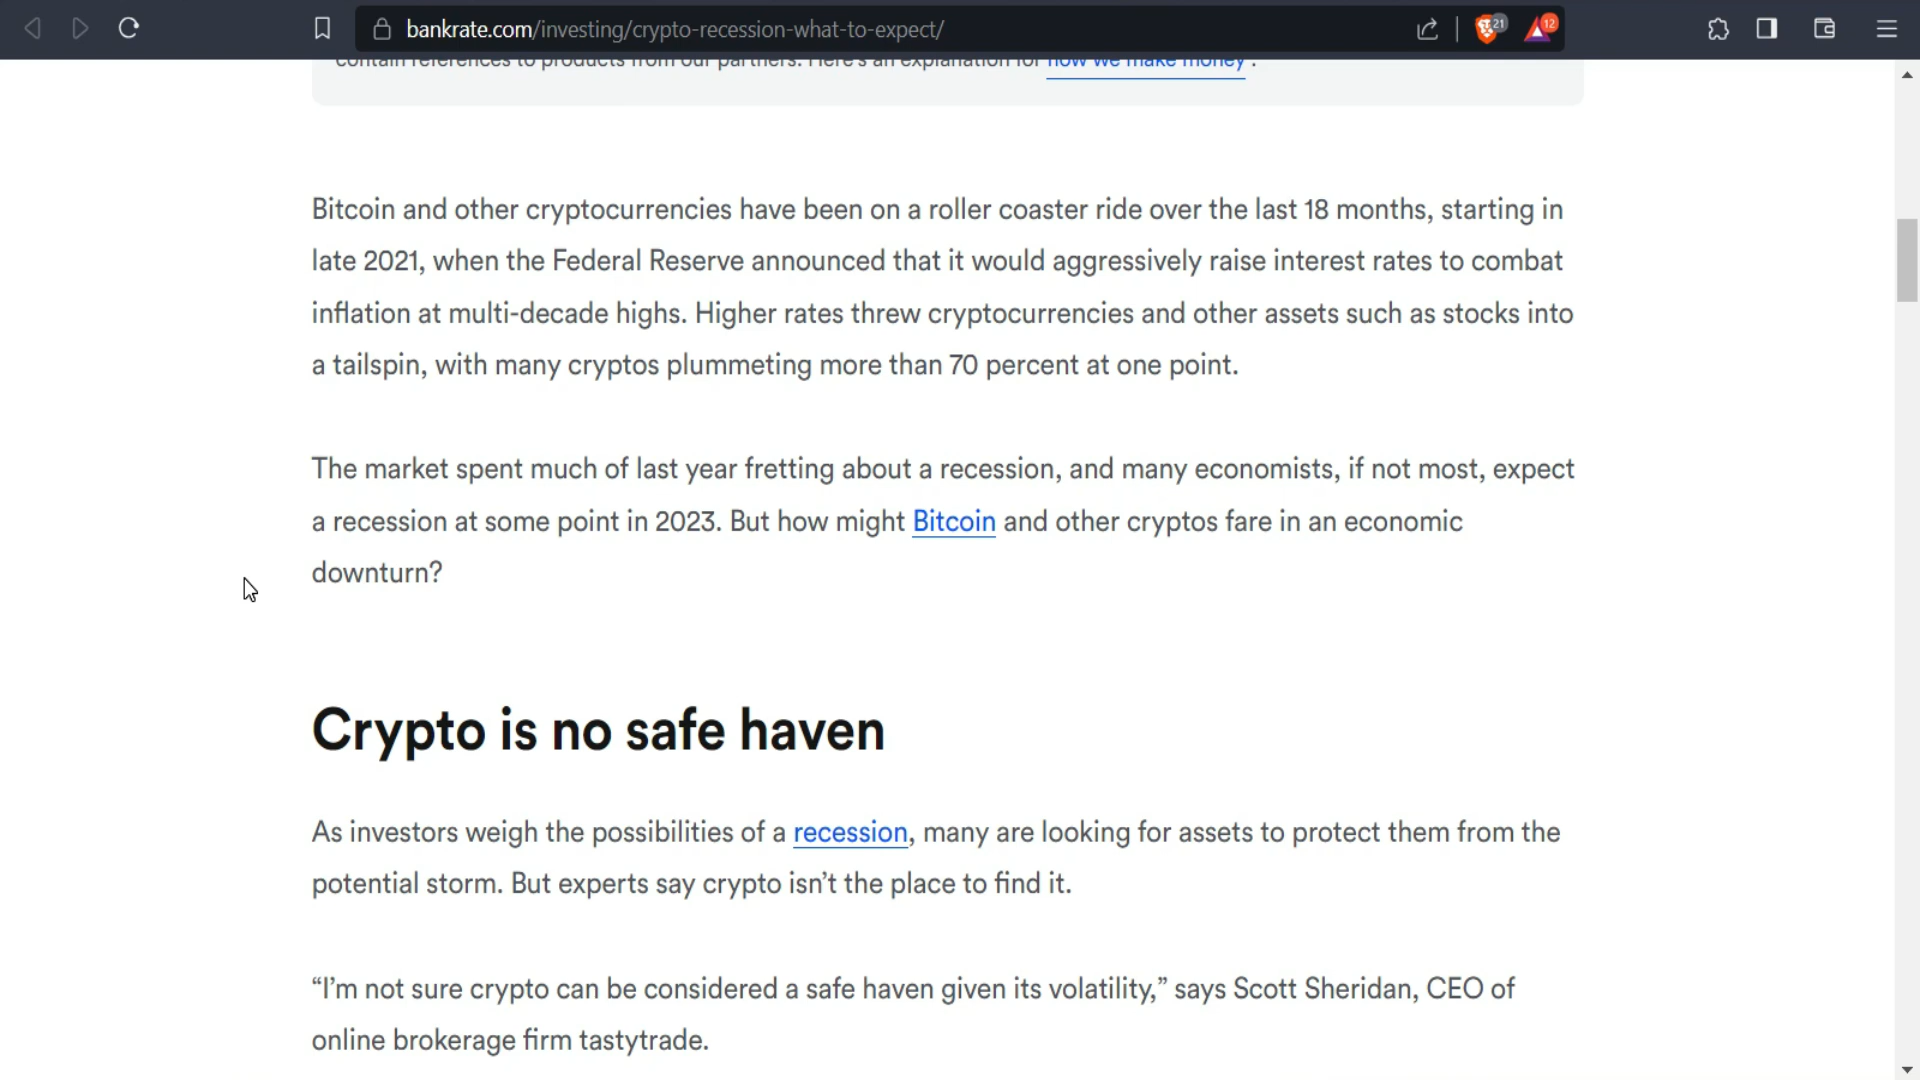 bankrate.com/investing/crypto-recession-what-to-expect/
21
12
contain references to products from our partners. Here's an explanation for how we make money .
Bitcoin and other cryptocurrencies have been on a roller coaster ride over the last 18 months, starting in
late 2021, when the Federal Reserve announced that it would aggressively raise interest rates to combat
inflation at multi-decade highs. Higher rates threw cryptocurrencies and other assets such as stocks into
a tailspin, with many cryptos plummeting more than 70 percent at one point.
The market spent much of last year fretting about a recession, and many economists, if not most, expect
a recession at some point in 2023. But how might Bitcoin and other cryptos fare in an economic
downturn?
Crypto is no safe haven
As investors weigh the possibilities of a recession, many are looking for assets to protect them from the
potential storm. But experts say crypto isn’t the place to find it.
“I’m not sure crypto can be considered a safe haven given its volatility,” says Scott Sheridan, CEO of
online brokerage firm tastytrade.